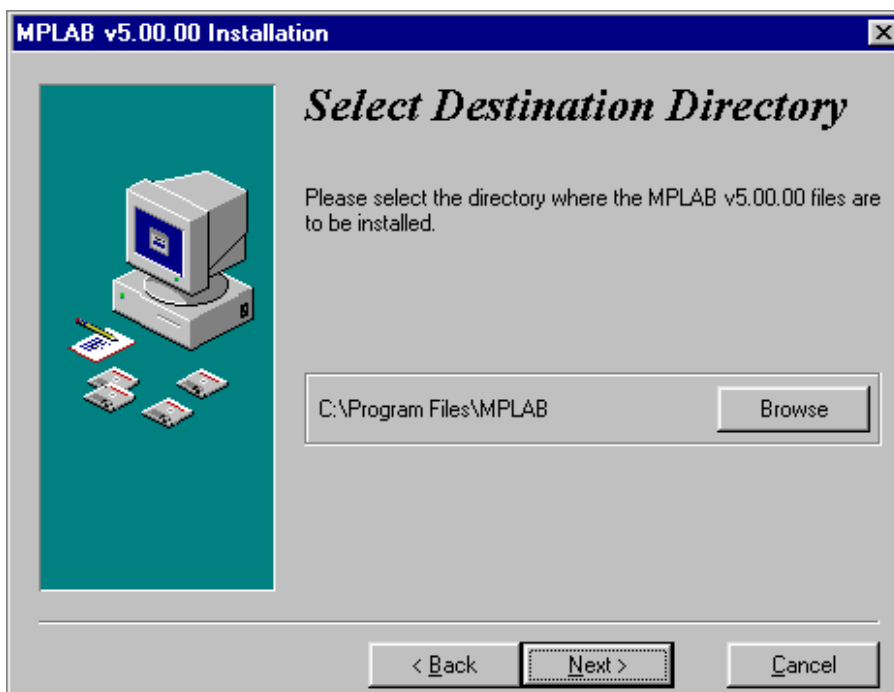 MPLAB v5.00.00 Installation
Select Destination Directory
Please select the directory where the MPLAB v5.00.00 files are
to be installed.
C:\Program Files\MPLAB
Browse
< Back
Next >
Cancel